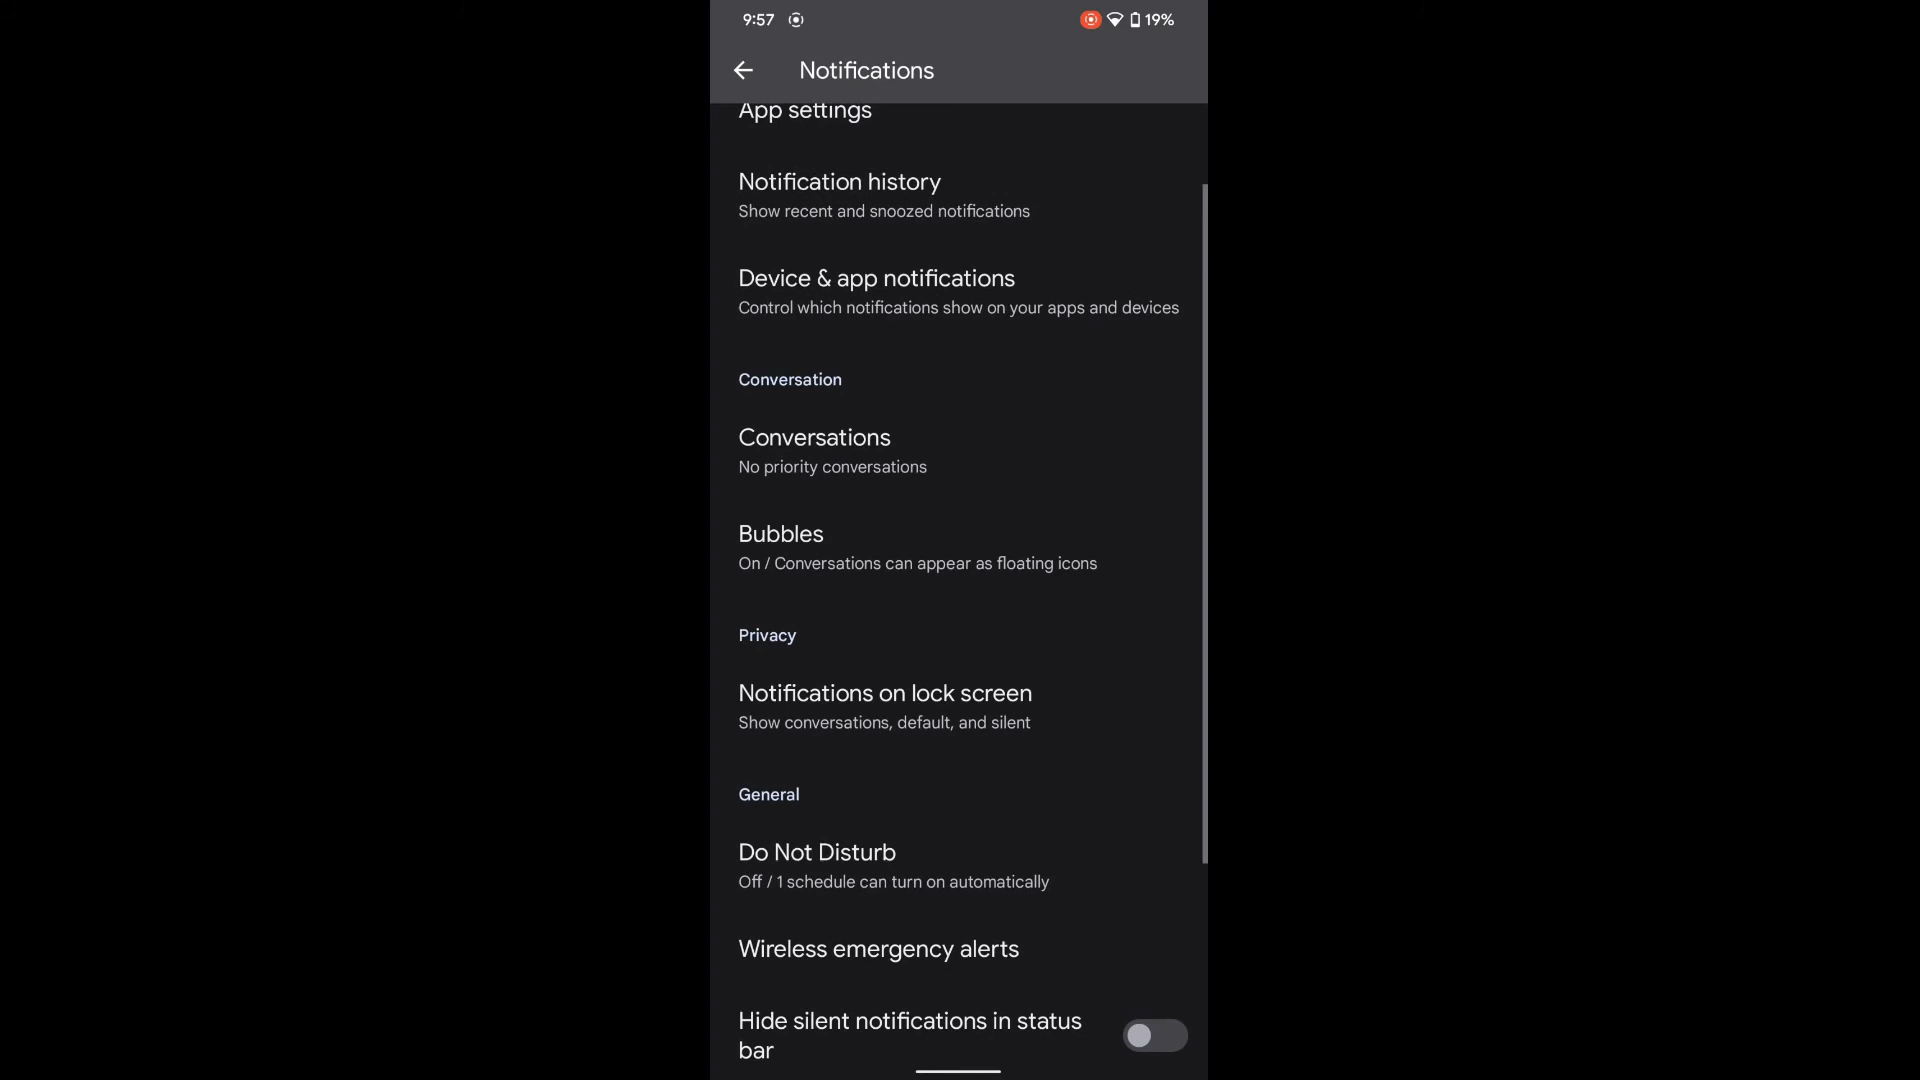 9:57
19%
Notifications
App settings
Notification history
Show recent and snoozed notifications
Device & app notifications
Control which notifications show on your apps and devices
Conversation
Conversations
No priority conversations
Bubbles
On / Conversations can appear as floating icons
Privacy
Notifications on lock screen
Show conversations, default, and silent
General
Do Not Disturb
Off / 1 schedule can turn on automatically
Wireless emergency alerts
Hide silent notifications in status
bar